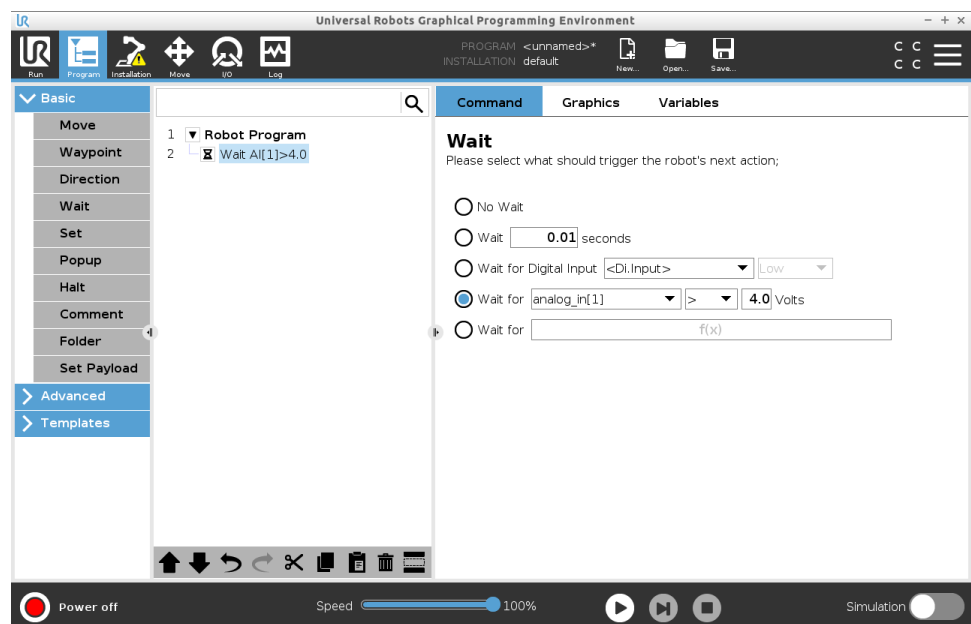 UR
Universal Robots Graphical Programming Environment
Run
Program
Installation
Move
I/O
Log
PROGRAM <unnamed>*
INSTALLATION default
New...
Open...
Save...
C C
C C
Basic
Move
Waypoint
Direction
Wait
Set
Popup
Halt
Comment
Folder
Set Payload
Advanced
Templates
1 Robot Program
2 Wait AI[1]>4.0
Command Graphics Variables
Wait
Please select what should trigger the robot's next action;
No Wait
Wait 0.01 seconds
Wait for Digital Input <Di.Input> Low
Wait for analog_in[1] > 4.0 Volts
Wait for f(x)
Power off
Speed 100%
Simulation